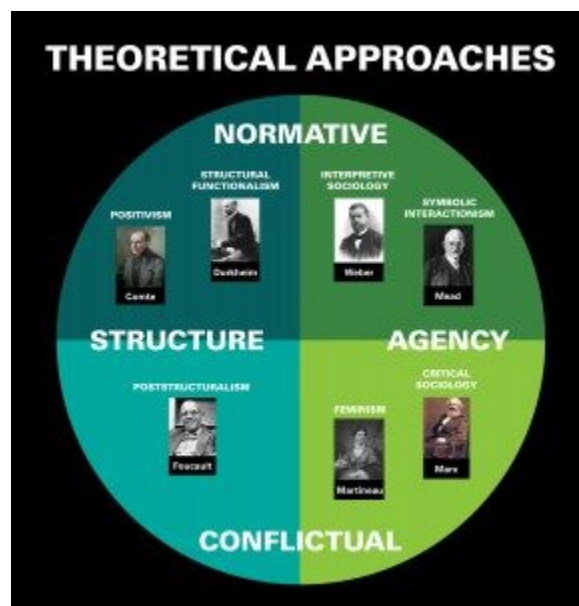 THEORETICAL APPROACHES
NORMATIVE
STRUCTURAL
FUNCTIONALISM
INTERPRETIVE
SOCIOLOGY
POSITIVISM
SYMBOLIC
INTERACTIONISM
Comte
Durkheim
Weber
Mead
STRUCTURE
AGENCY
POSTSTRUCTURALISM
CRITICAL
SOCIOLOGY
FEMINISM
Foucault
Martineau
Marx
CONFLICTUAL